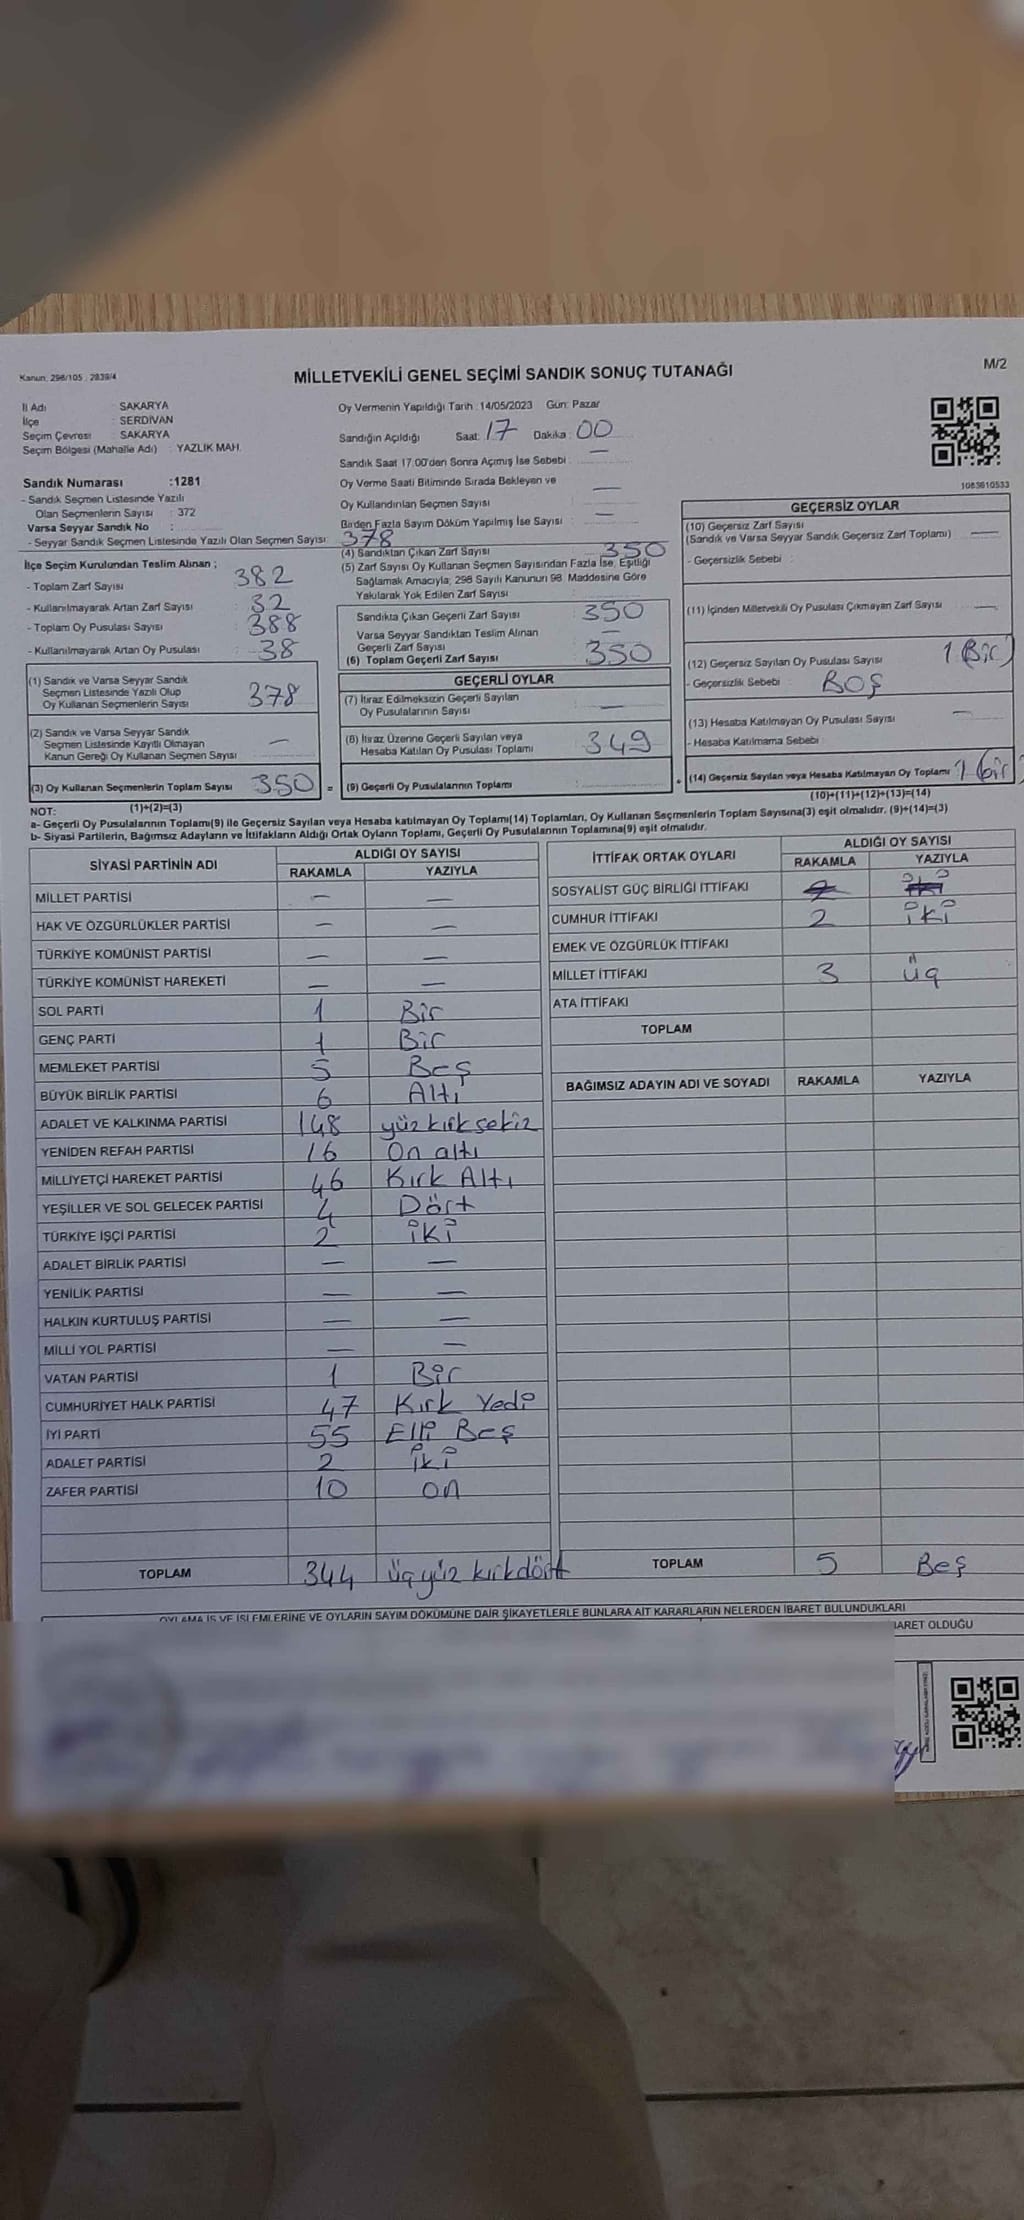 Kanun: 298/105 : 2839/4
MİLLETVEKİLİ GENEL SEÇİMİ SANDIK SONUÇ TUTANAĞI
M/2
İl Adı SAKARYA
İlçe SERDİVAN
Seçim Çevresi SAKARYA
Seçim Bölgesi (Mahalle Adı) : YAZLIK MAH.
Sandık Numarası :1281
- Sandık Seçmen Listesinde Yazılı
Olan Seçmenlerin Sayısı : 372
Varsa Seyyar Sandık No :
- Seyyar Sandık Seçmen Listesinde Yazılı Olan Seçmen Sayısı: 378
İlçe Seçim Kurulundan Teslim Alınan ;
- Toplam Zarf Sayısı 382
- Kullanılmayarak Artan Zarf Sayısı : 32
- Toplam Oy Pusulası Sayısı : 388
- Kullanılmayarak Artan Oy Pusulası : 38
(1) Sandık ve Varsa Seyyar Sandık
Seçmen Listesinde Yazılı Olup
Oy Kullanan Seçmenlerin Sayısı 378
(2) Sandık ve Varsa Seyyar Sandık
Seçmen Listesinde Kayıtlı Olmayan
Kanun Gereği Oy Kullanan Seçmen Sayısı —
(3) Oy Kullanan Seçmenlerin Toplam Sayısı 350 =
(1)+(2)=(3)
Oy Vermenin Yapıldığı Tarih : 14/05/2023 Gün: Pazar
Sandığın Açıldığı Saat: 17 Dakika : 00
Sandık Saat 17.00'den Sonra Açılmış İse Sebebi : —
Oy Verme Saati Bitiminde Sırada Bekleyen ve
Oy Kullandırılan Seçmen Sayısı : —
Birden Fazla Sayım Döküm Yapılmış İse Sayısı : —
(4) Sandıktan Çıkan Zarf Sayısı 350
(5) Zarf Sayısı Oy Kullanan Seçmen Sayısından Fazla İse, Eşitliği
Sağlamak Amacıyla; 298 Sayılı Kanunun 98. Maddesine Göre
Yakılarak Yok Edilen Zarf Sayısı :
Sandıkta Çıkan Geçerli Zarf Sayısı : 350
Varsa Seyyar Sandıktan Teslim Alınan
Geçerli Zarf Sayısı : —
(6) Toplam Geçerli Zarf Sayısı 350
GEÇERLİ OYLAR
(7) İtiraz Edilmeksizin Geçerli Sayılan
Oy Pusulalarının Sayısı : —
(8) İtiraz Üzerine Geçerli Sayılan veya
Hesaba Katılan Oy Pusulası Toplamı : 349
(9) Geçerli Oy Pusulalarının Toplamı : +
1083610533
GEÇERSİZ OYLAR
(10) Geçersiz Zarf Sayısı
(Sandık ve Varsa Seyyar Sandık Geçersiz Zarf Toplamı) : —
- Geçersizlik Sebebi :
(11) İçinden Milletvekili Oy Pusulası Çıkmayan Zarf Sayısı —
(12) Geçersiz Sayılan Oy Pusulası Sayısı 1 (Bir)
- Geçersizlik Sebebi : BOŞ
(13) Hesaba Katılmayan Oy Pusulası Sayısı —
- Hesaba Katılmama Sebebi :
(14) Geçersiz Sayılan veya Hesaba Katılmayan Oy Toplamı 1 (bir)
(10)+(11)+(12)+(13)=(14)
NOT:
a- Geçerli Oy Pusulalarının Toplamı(9) ile Geçersiz Sayılan veya Hesaba katılmayan Oy Toplamı(14) Toplamları, Oy Kullanan Seçmenlerin Toplam Sayısına(3) eşit olmalıdır. (9)+(14)=(3)
b- Siyasi Partilerin, Bağımsız Adayların ve İttifakların Aldığı Ortak Oyların Toplamı, Geçerli Oy Pusulalarının Toplamına(9) eşit olmalıdır.
SİYASİ PARTİNİN ADI ALDIĞI OY SAYISI
RAKAMLA YAZIYLA
MİLLET PARTİSİ — —
HAK VE ÖZGÜRLÜKLER PARTİSİ — —
TÜRKİYE KOMÜNİST PARTİSİ — —
TÜRKİYE KOMÜNİST HAREKETİ — —
SOL PARTİ 1 Bir
GENÇ PARTİ 1 Bir
MEMLEKET PARTİSİ 5 Beş
BÜYÜK BİRLİK PARTİSİ 6 Altı
ADALET VE KALKINMA PARTİSİ 148 yüz kırk sekiz
YENİDEN REFAH PARTİSİ 16 On altı
MİLLİYETÇİ HAREKET PARTİSİ 46 Kırk Altı
YEŞİLLER VE SOL GELECEK PARTİSİ 4 Dört
TÜRKİYE İŞÇİ PARTİSİ 2 iki
ADALET BİRLİK PARTİSİ — —
YENİLİK PARTİSİ — —
HALKIN KURTULUŞ PARTİSİ — —
MİLLİ YOL PARTİSİ — —
VATAN PARTİSİ 1 Bir
CUMHURİYET HALK PARTİSİ 47 Kırk Yedi
İYİ PARTİ 55 Elli Beş
ADALET PARTİSİ 2 iki
ZAFER PARTİSİ 10 on
TOPLAM 344 üçyüz kırkdört
İTTİFAK ORTAK OYLARI ALDIĞI OY SAYISI
RAKAMLA YAZIYLA
SOSYALİST GÜÇ BİRLİĞİ İTTİFAKI 2 iki
CUMHUR İTTİFAKI 2 iki
EMEK VE ÖZGÜRLÜK İTTİFAKI
MİLLET İTTİFAKI 3 üç
ATA İTTİFAKI
TOPLAM
BAĞIMSIZ ADAYIN ADI VE SOYADI RAKAMLA YAZIYLA
TOPLAM 5 Beş
OYLAMA İŞ VE İŞLEMLERİNE VE OYLARIN SAYIM DÖKÜMÜNE DAİR ŞİKAYETLERLE BUNLARA AİT KARARLARIN NELERDEN İBARET BULUNDUKLARI
BARET OLDUĞU